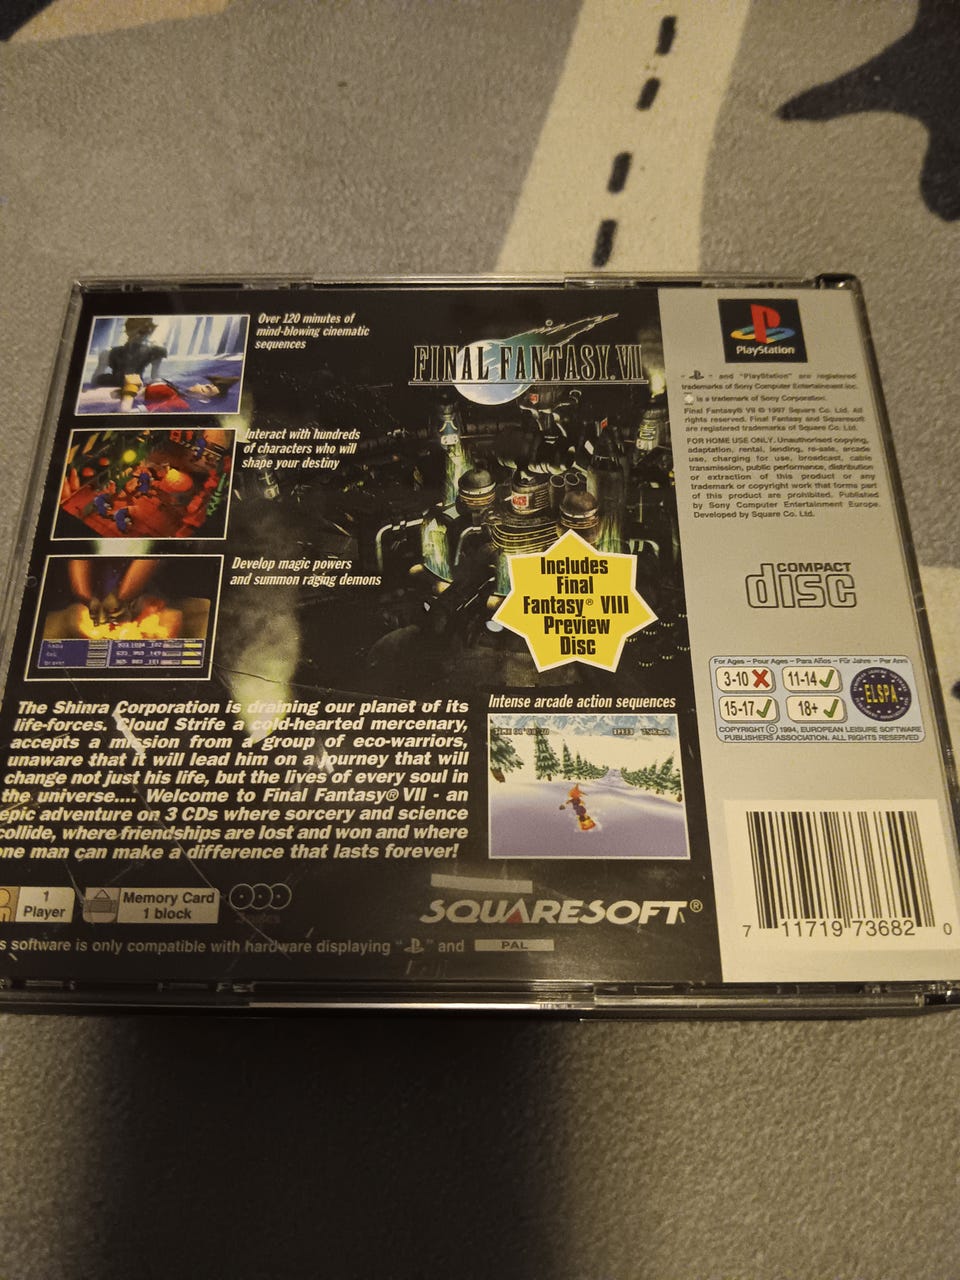 Over 120 minutes of
mind-blowing cinematic
sequences
FINAL FANTASY VII
Interact with hundreds
of characters who will
shape your destiny
Develop magic powers
and summon raging demons
Includes
Final
Fantasy® VIII
Preview
Disc
The Shinra Corporation is draining our planet of its
life-forces. Cloud Strife a cold-hearted mercenary,
accepts a mission from a group of eco-warriors,
unaware that it will lead him on a journey that will
change not just his life, but the lives of every soul in
the universe.... Welcome to Final Fantasy® VII - an
epic adventure on 3 CDs where sorcery and science
collide, where friendships are lost and won and where
one man can make a difference that lasts forever!
Intense arcade action sequences
1
Player
Memory Card
1 block
SQUARESOFT®
s software is only compatible with hardware displaying " " and PAL
PlayStation
" " and "PlayStation" are registered
trademarks of Sony Computer Entertainment Inc.
is a trademark of Sony Corporation.
Final Fantasy® VII © 1997 Square Co. Ltd. All
rights reserved. Final Fantasy and Squaresoft
are registered trademarks of Square Co. Ltd.
FOR HOME USE ONLY. Unauthorised copying,
adaptation, rental, lending, re-sale, arcade
use, charging for use, broadcast, cable
transmission, public performance, distribution
or extraction of this product or any
trademark or copyright work that forms part
of this product are prohibited. Published
by Sony Computer Entertainment Europe.
Developed by Square Co. Ltd.
COMPACT
disc
For Ages - Pour Ages - Para Años - Für Jahre - Per Anni
3-10 11-14
15-17 18+
ELSPA
COPYRIGHT © 1994, EUROPEAN LEISURE SOFTWARE
PUBLISHERS ASSOCIATION. ALL RIGHTS RESERVED
7 11719 73682 0